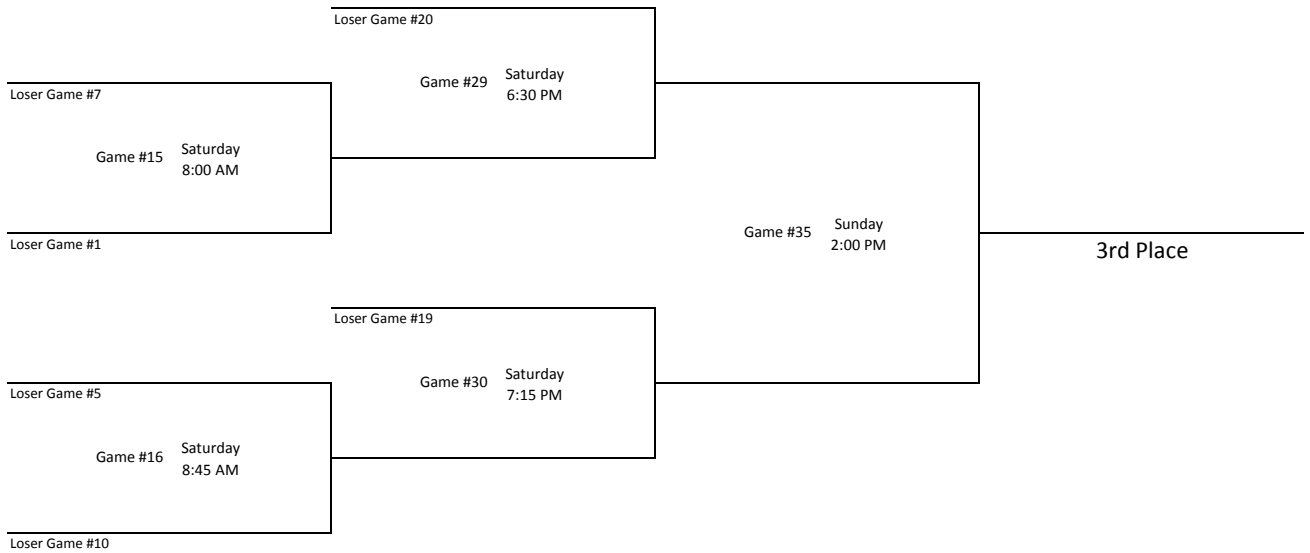 Loser Game #20
Game #29 Saturday
6:30 PM
Loser Game #7
Game #15 Saturday
8:00 AM
Loser Game #1
Game #35 Sunday
2:00 PM
3rd Place
Loser Game #19
Game #30 Saturday
7:15 PM
Loser Game #5
Game #16 Saturday
8:45 AM
Loser Game #10